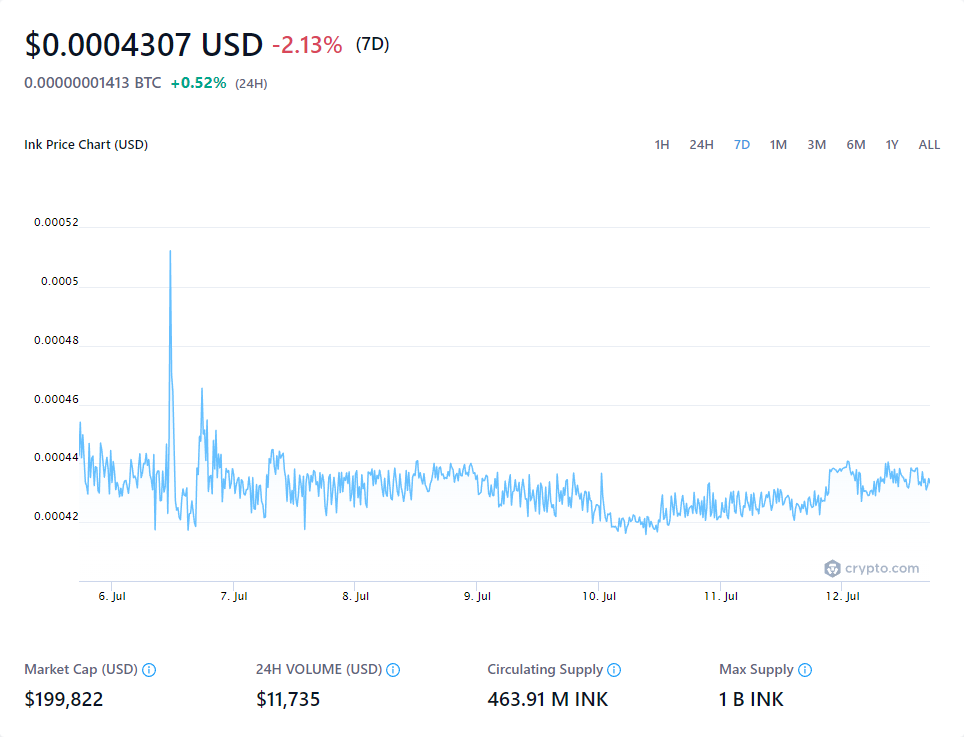 $0.0004307 USD -2.13% (7D)
0.00000001413 BTC +0.52% (24H)
Ink Price Chart (USD) 1H 24H 7D 1M 3M 6M 1Y ALL
0.00052
0.0005
0.00048
0.00046
0.00044
0.00042
crypto.com
6. Jul 7. Jul 8. Jul 9. Jul 10. Jul 11. Jul 12. Jul
Market Cap (USD) 24H VOLUME (USD) Circulating Supply Max Supply
$199,822 $11,735 463.91 M INK 1 B INK